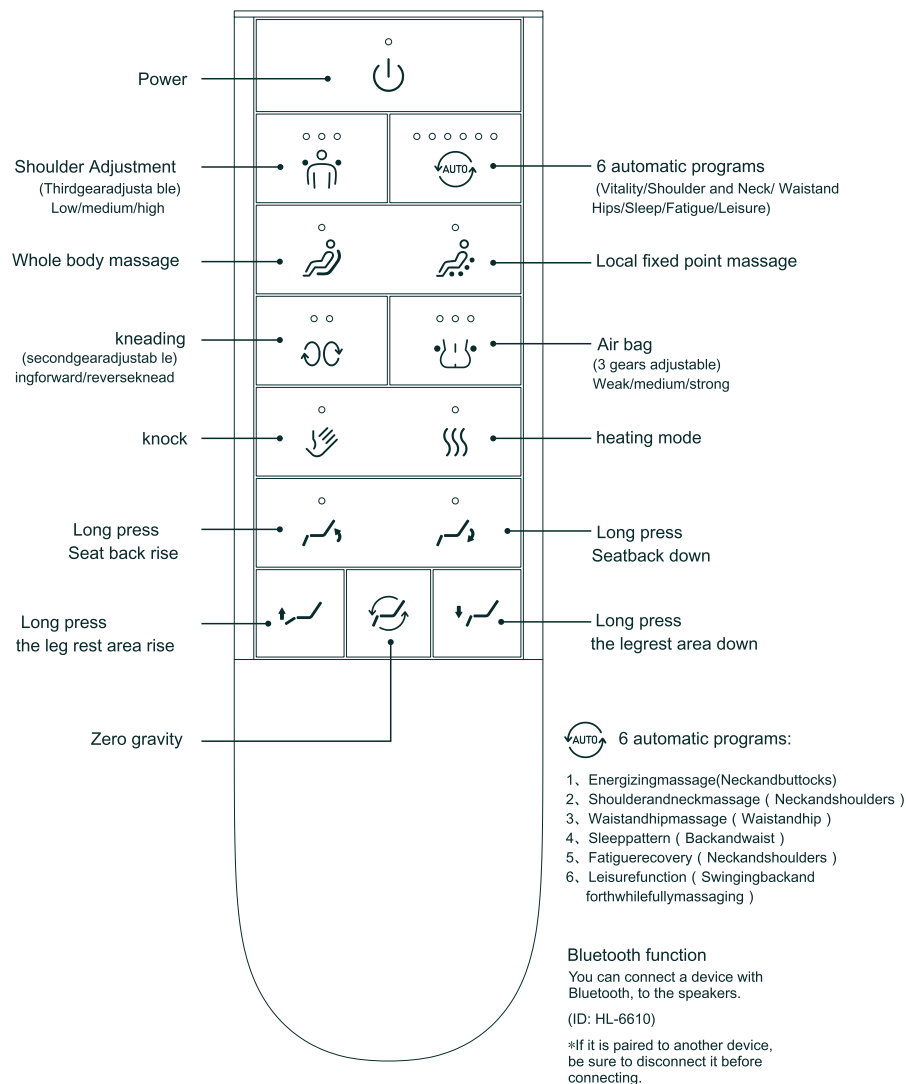 Power
Shoulder Adjustment
(Thirdgearadjusta ble)
Low/medium/high
AUTO
6 automatic programs
(Vitality/Shoulder and Neck/ Waistand
Hips/Sleep/Fatigue/Leisure)
Whole body massage
Local fixed point massage
kneading
(secondgearadjustab le)
ingforward/reverseknead
Air bag
(3 gears adjustable)
Weak/medium/strong
knock
heating mode
Long press
Seat back rise
Long press
Seatback down
Long press
the leg rest area rise
Long press
the legrest area down
Zero gravity
AUTO 6 automatic programs:
1、Energizingmassage(Neckandbuttocks)
2、Shoulderandneckmassage ( Neckandshoulders )
3、Waistandhipmassage ( Waistandhip )
4、Sleeppattern ( Backandwaist )
5、Fatiguerecovery ( Neckandshoulders )
6、Leisurefunction ( Swingingbackand
forthwhilefullymassaging )
Bluetooth function
You can connect a device with
Bluetooth, to the speakers.
(ID: HL-6610)
*If it is paired to another device,
be sure to disconnect it before
connecting.